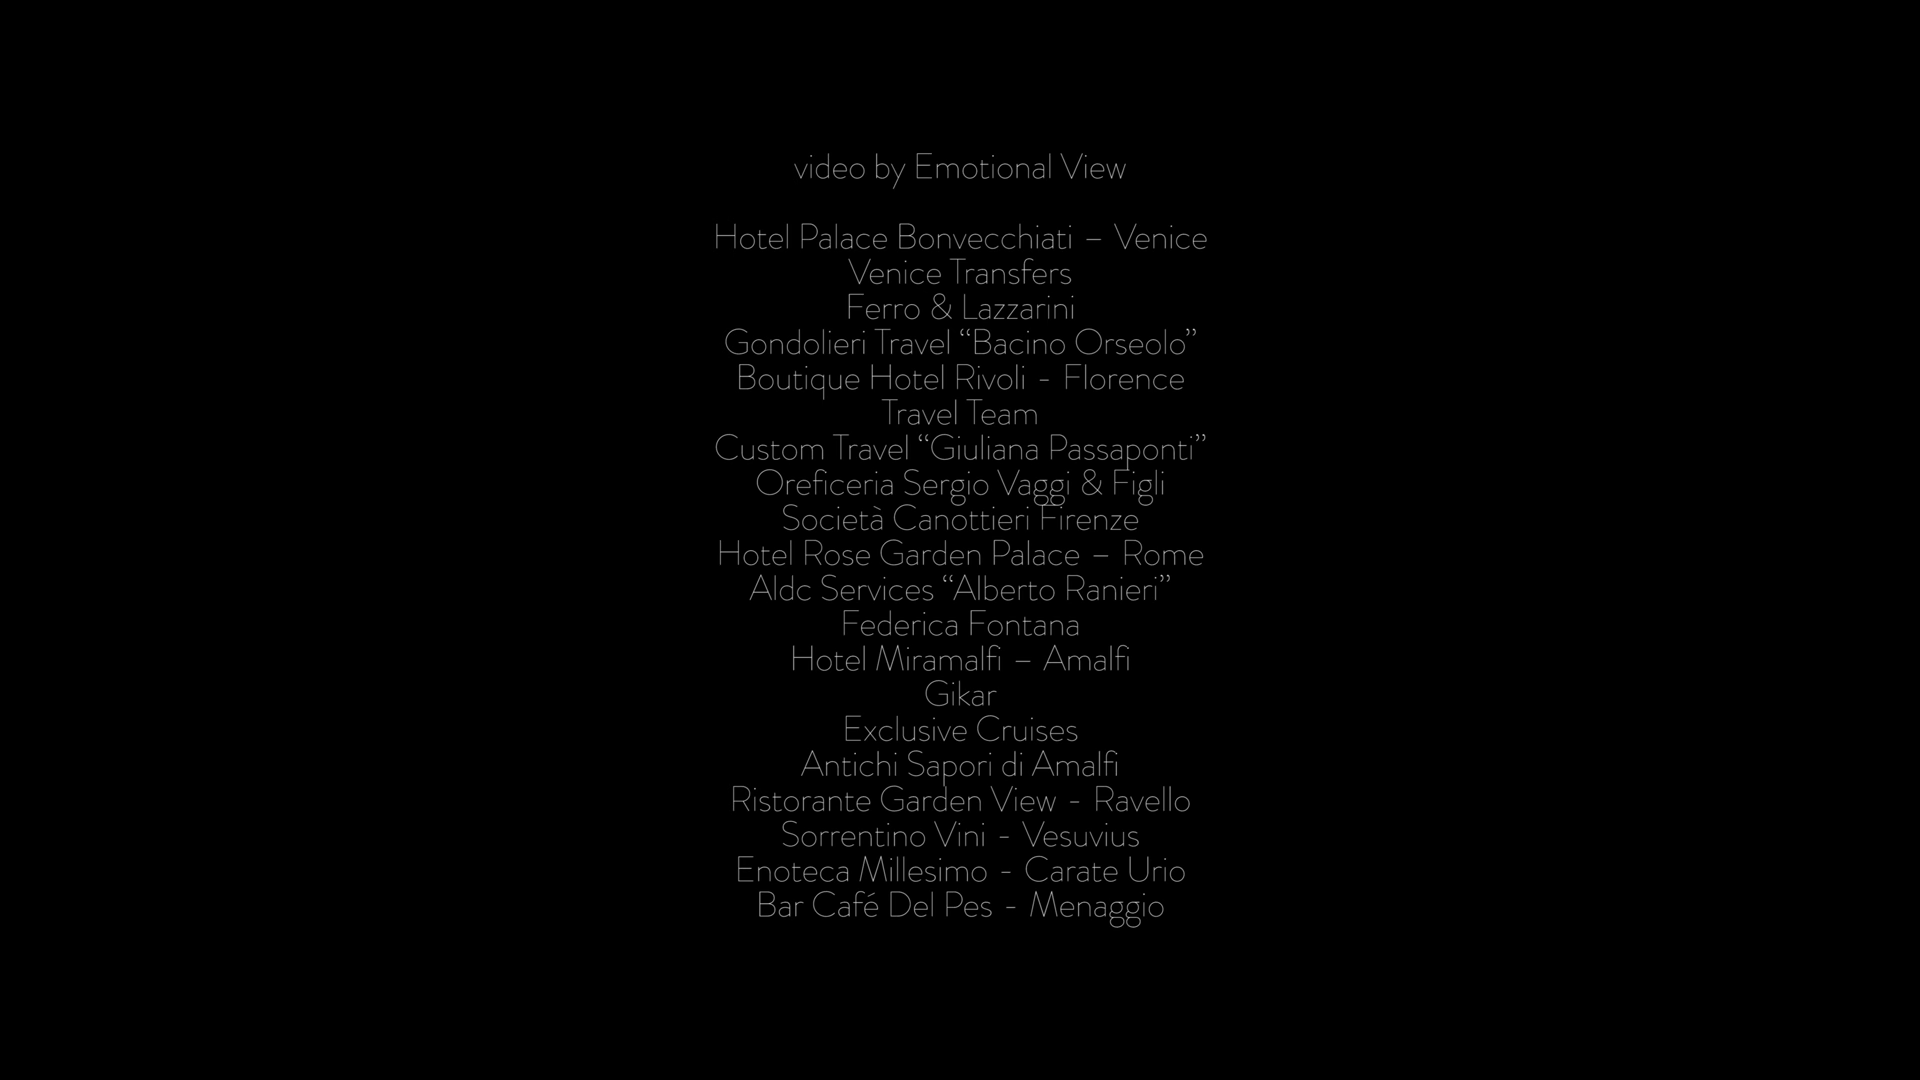 video by Emotional View
Hotel Palace Bonvecchiati – Venice
Venice Transfers
Ferro & Lazzarini
Gondolieri Travel “Bacino Orseolo”
Boutique Hotel Rivoli - Florence
Travel Team
Custom Travel “Giuliana Passaponti”
Oreficeria Sergio Vaggi & Figli
Società Canottieri Firenze
Hotel Rose Garden Palace – Rome
Aldc Services “Alberto Ranieri”
Federica Fontana
Hotel Miramalfi – Amalfi
Gikar
Exclusive Cruises
Antichi Sapori di Amalfi
Ristorante Garden View - Ravello
Sorrentino Vini - Vesuvius
Enoteca Millesimo - Carate Urio
Bar Café Del Pes - Menaggio